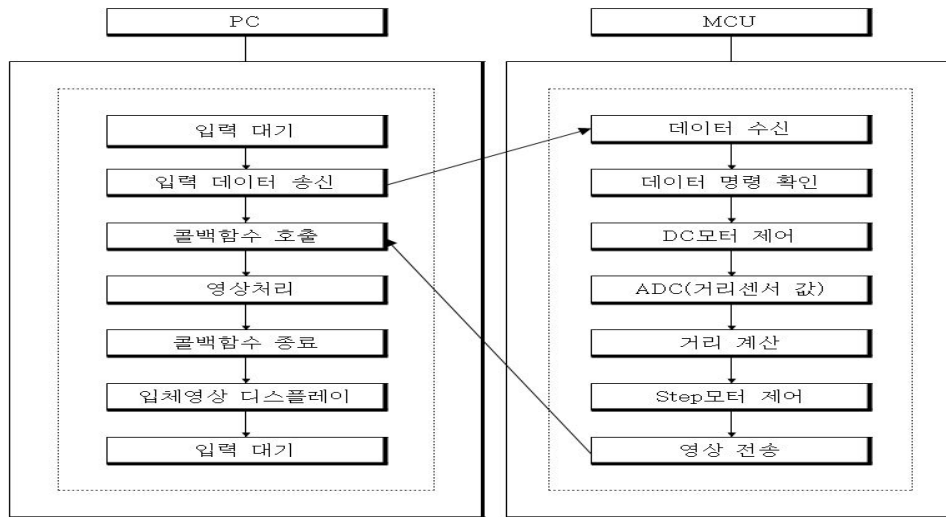 PC
입력 대기
입력 데이터 송신
콜백함수 호출
영상처리
콜백함수 종료
입체영상 디스플레이
입력 대기
MCU
데이터 수신
데이터 명령 확인
DC모터 제어
ADC(거리센서 값)
거리 계산
Step모터 제어
영상 전송